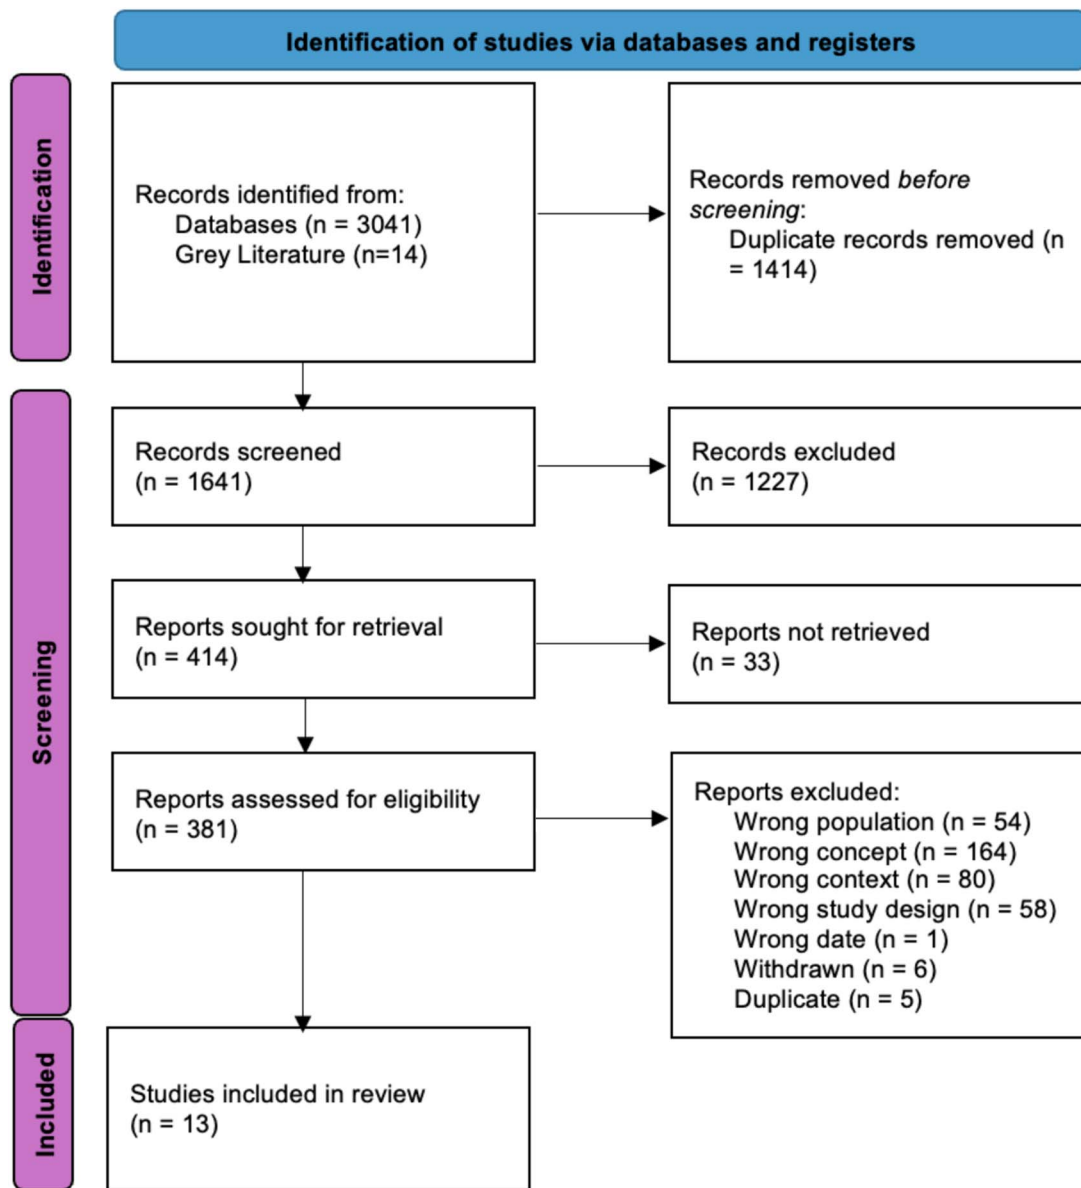 Identification of studies via databases and registers
Identification
Records identified from:
Databases (n = 3041)
Grey Literature (n=14)
Records removed before
screening:
Duplicate records removed (n
= 1414)
Screening
Records screened
(n = 1641)
Records excluded
(n = 1227)
Reports sought for retrieval
(n = 414)
Reports not retrieved
(n = 33)
Reports assessed for eligibility
(n = 381)
Reports excluded:
Wrong population (n = 54)
Wrong concept (n = 164)
Wrong context (n = 80)
Wrong study design (n = 58)
Wrong date (n = 1)
Withdrawn (n = 6)
Duplicate (n = 5)
Included
Studies included in review
(n = 13)